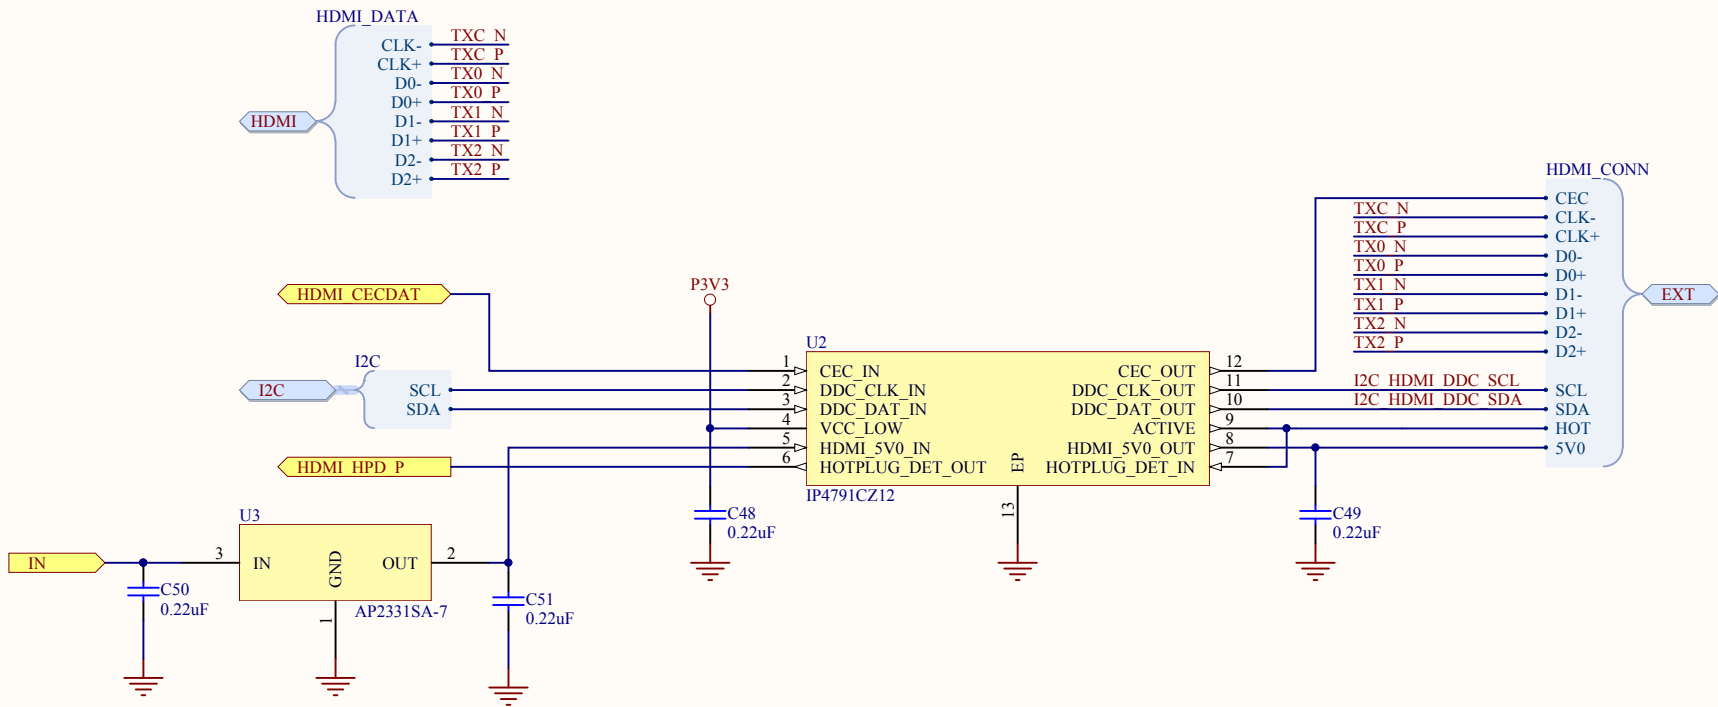 HDMI_DATA
HDMI
CLK- TXC_N
CLK+ TXC_P
D0- TX0_N
D0+ TX0_P
D1- TX1_N
D1+ TX1_P
D2- TX2_N
D2+ TX2_P
HDMI_CONN
CEC
TXC_N CLK-
TXC_P CLK+
TX0_N D0-
TX0_P D0+
TX1_N D1-
TX1_P D1+
TX2_N D2-
TX2_P D2+
I2C_HDMI_DDC_SCL SCL
I2C_HDMI_DDC_SDA SDA
HOT
5V0
EXT
HDMI_CECDAT
P3V3
I2C
I2C
SCL
SDA
HDMI_HPD_P
U2
1 CEC_IN CEC_OUT 12
2 DDC_CLK_IN DDC_CLK_OUT 11
3 DDC_DAT_IN DDC_DAT_OUT 10
4 VCC_LOW ACTIVE 9
5 HDMI_5V0_IN HDMI_5V0_OUT 8
6 HOTPLUG_DET_OUT HOTPLUG_DET_IN 7
EP
13
IP4791CZ12
C48
0.22uF
C49
0.22uF
U3
IN
3 IN GND OUT 2
1
AP2331SA-7
C50
0.22uF
C51
0.22uF